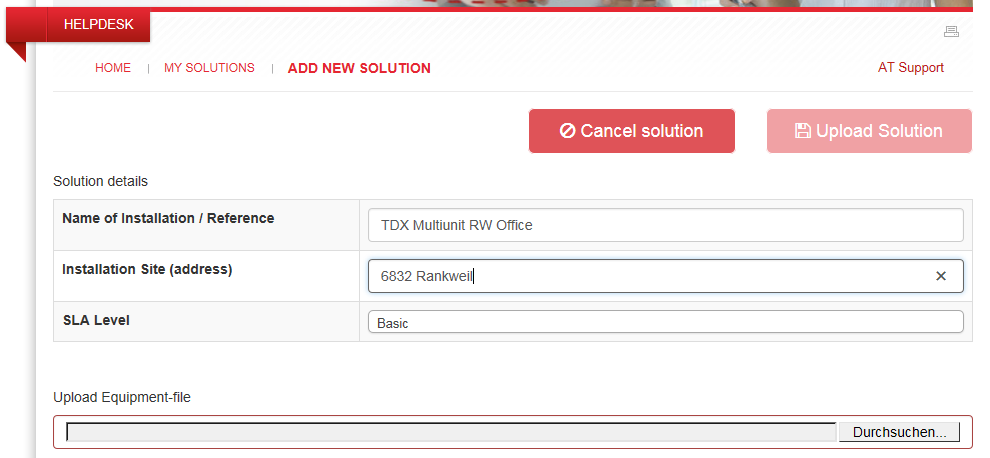 HELPDESK
HOME | MY SOLUTIONS | ADD NEW SOLUTION AT Support
Cancel solution Upload Solution
Solution details
Name of Installation / Reference TDX Multiunit RW Office
Installation Site (address) 6832 Rankweil
SLA Level Basic
Upload Equipment-file
Durchsuchen...